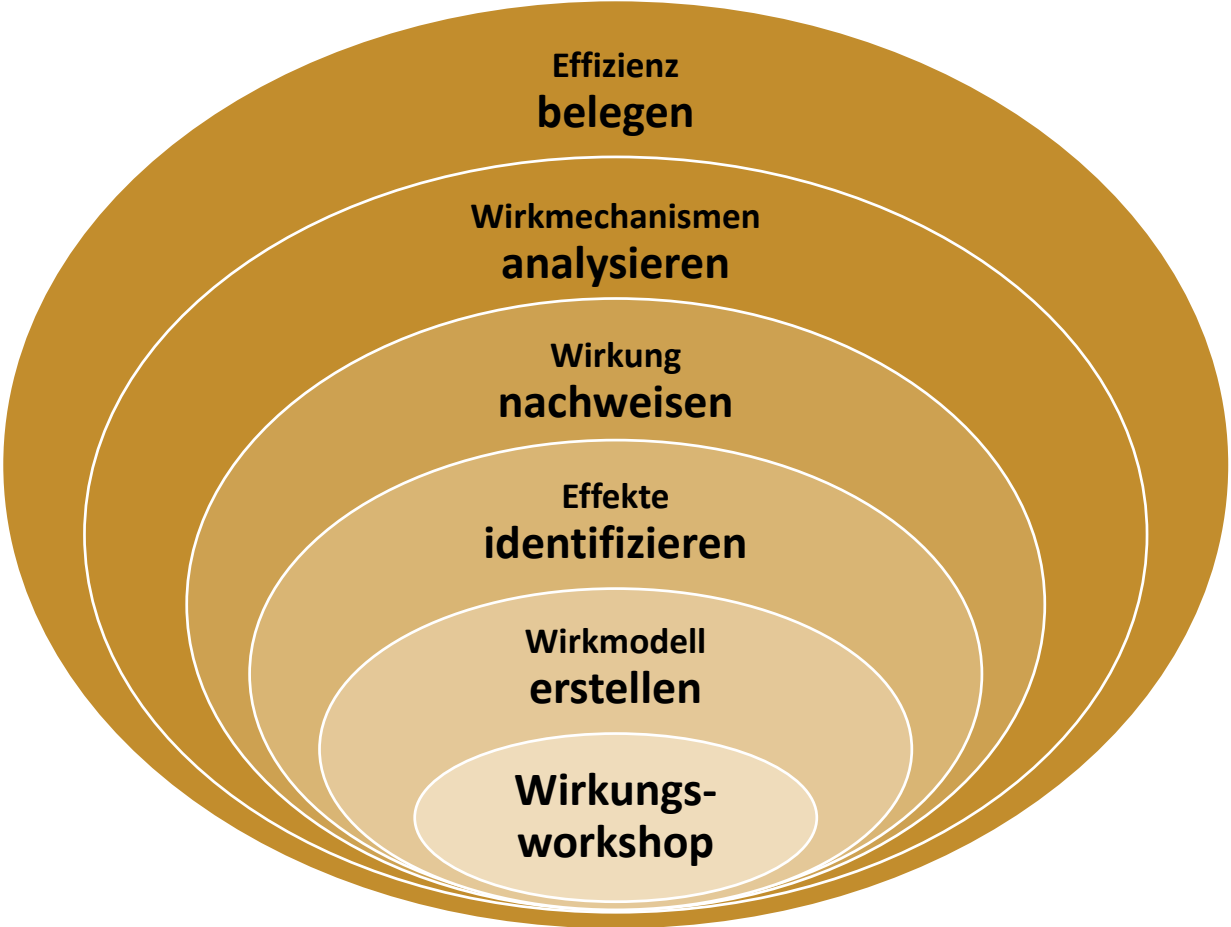 Effizienz
belegen
Wirkmechanismen
analysieren
Wirkung
nachweisen
Effekte
identifizieren
Wirkmodell
erstellen
Wirkungs-
workshop